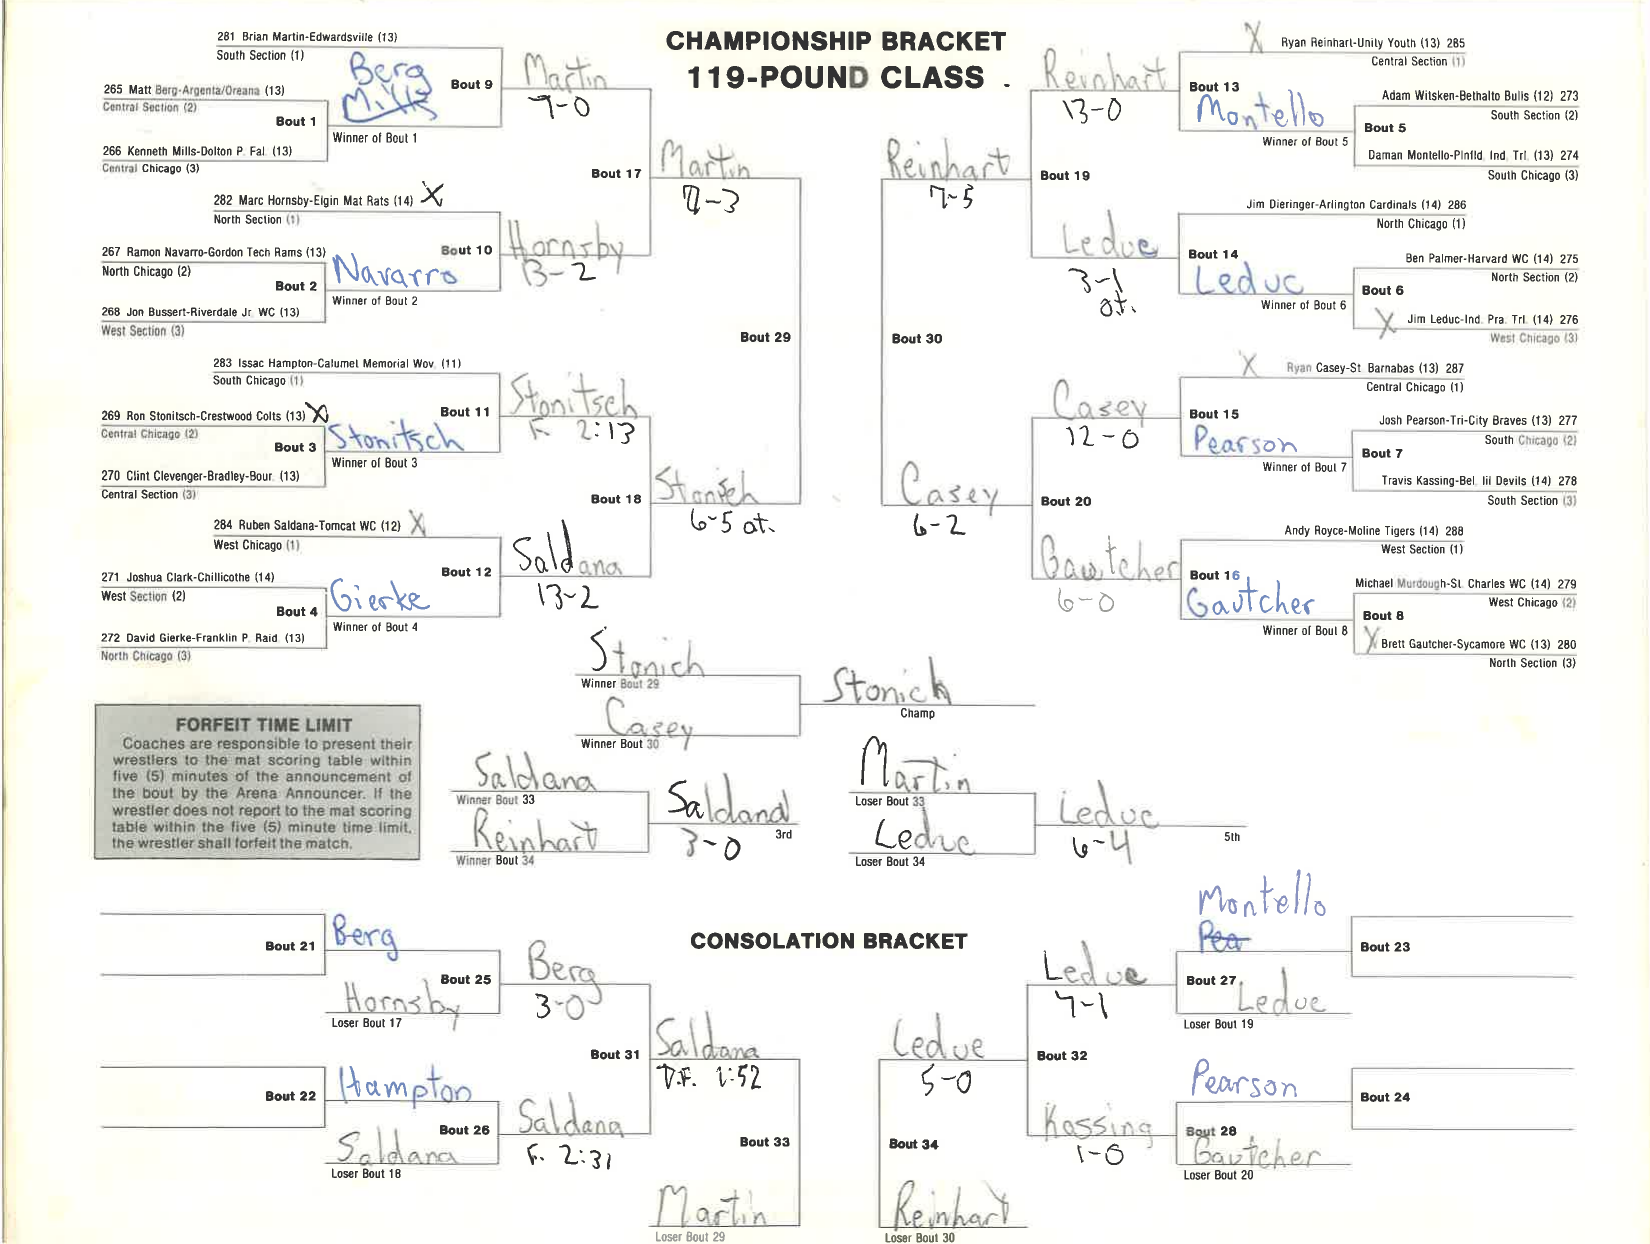 CHAMPIONSHIP BRACKET
119-POUND CLASS
281 Brian Martin-Edwardsville (13)
South Section (1)
Berg
Mills
Bout 9
Martin
7-0
265 Matt Berg-Argenta/Oreana (13)
Central Section (2)
Bout 1
Winner of Bout 1
266 Kenneth Mills-Dolton P. Fal. (13)
Central Chicago (3)
Bout 17
Martin
7-3
282 Marc Hornsby-Elgin Mat Rats (14) X
North Section (1)
267 Ramon Navarro-Gordon Tech Rams (13)
North Chicago (2)
Bout 10
Hornsby
13-2
Navarro
Bout 2
Winner of Bout 2
268 Jon Bussert-Riverdale Jr. WC (13)
West Section (3)
Bout 29
283 Issac Hampton-Calumet Memorial Wov. (11)
South Chicago (1)
Stonitsch
F. 2:13
269 Ron Stonitsch-Crestwood Colts (13) X
Central Chicago (2)
Bout 11
Stonitsch
Bout 3
Winner of Bout 3
270 Clint Clevenger-Bradley-Bour. (13)
Central Section (3)
Bout 18
6-5 ot.
284 Ruben Saldana-Tomcat WC (12) X
West Chicago (1)
Saldana
13-2
271 Joshua Clark-Chillicothe (14)
West Section (2)
Bout 12
Gierke
Bout 4
Winner of Bout 4
272 David Gierke-Franklin P. Raid. (13)
North Chicago (3)
X Ryan Reinhart-Unity Youth (13) 285
Central Section (1)
Reinhart
13-0
Bout 13
Montello
Winner of Bout 5
Adam Witsken-Bethalto Bulls (12) 273
South Section (2)
Bout 5
Daman Montello-Plnfld. Ind. Trl. (13) 274
South Chicago (3)
Reinhart
7-5
Bout 19
Jim Dieringer-Arlington Cardinals (14) 286
North Chicago (1)
Leduc
3-1
ot.
Bout 14
Leduc
Winner of Bout 6
Ben Palmer-Harvard WC (14) 275
North Section (2)
Bout 6
X Jim Leduc-Ind. Pra. Trl. (14) 276
West Chicago (3)
Bout 30
X Ryan Casey-St. Barnabas (13) 287
Central Chicago (1)
Casey
12-0
Bout 15
Pearson
Winner of Bout 7
Josh Pearson-Tri-City Braves (13) 277
South Chicago (2)
Bout 7
Travis Kassing-Bel. Iii Devils (14) 278
South Section (3)
Casey
6-2
Bout 20
Andy Royce-Moline Tigers (14) 288
West Section (1)
Gautcher
6-0
Bout 16
Gautcher
Winner of Bout 8
Michael Murdough-St. Charles WC (14) 279
West Chicago (2)
Bout 8
X Brett Gautcher-Sycamore WC (13) 280
North Section (3)
Stonich
Winner Bout 29
Casey
Winner Bout 30
Stonich
Champ
FORFEIT TIME LIMIT
Coaches are responsible to present their
wrestlers to the mat scoring table within
five (5) minutes of the announcement of
the bout by the Arena Announcer. If the
wrestler does not report to the mat scoring
table within the five (5) minute time limit,
the wrestler shall forfeit the match.
Saldana
Winner Bout 33
Reinhart
Winner Bout 34
Saldana
3-0
3rd
Martin
Loser Bout 33
Leduc
Loser Bout 34
Leduc
6-4
5th
CONSOLATION BRACKET
Bout 21
Berg
Bout 25
Hornsby
Loser Bout 17
Berg
3-0
Bout 31
Saldana
D.F. 1:52
Bout 22
Hampton
Bout 26
Saldana
Loser Bout 18
Saldana
F. 2:31
Bout 33
Martin
Loser Bout 29
Montello
Pea
Bout 23
Leduc
7-1
Bout 27
Leduc
Loser Bout 19
Leduc
5-0
Bout 32
Pearson
Bout 24
Kassing
1-0
Bout 28
Gautcher
Loser Bout 20
Bout 34
Reinhart
Loser Bout 30